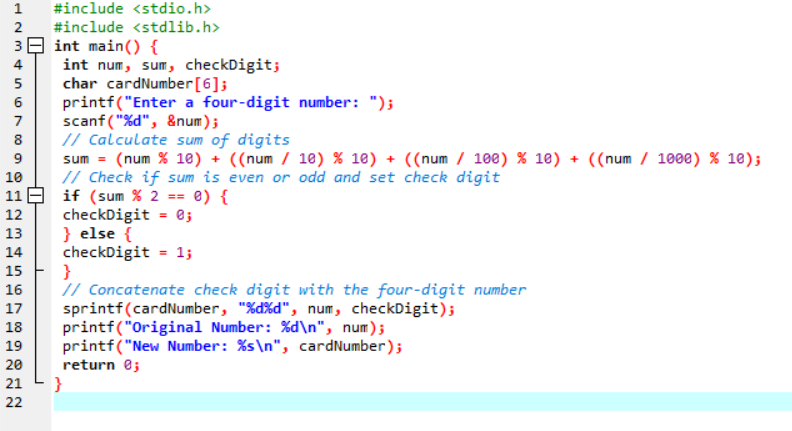 1 #include <stdio.h>
2 #include <stdlib.h>
3 int main() {
4 int num, sum, checkDigit;
5 char cardNumber[6];
6 printf("Enter a four-digit number: ");
7 scanf("%d", &num);
8 // Calculate sum of digits
9 sum = (num % 10) + ((num / 10) % 10) + ((num / 100) % 10) + ((num / 1000) % 10);
10 // Check if sum is even or odd and set check digit
11 if (sum % 2 == 0) {
12 checkDigit = 0;
13 } else {
14 checkDigit = 1;
15 }
16 // Concatenate check digit with the four-digit number
17 sprintf(cardNumber, "%d%d", num, checkDigit);
18 printf("Original Number: %d\n", num);
19 printf("New Number: %s\n", cardNumber);
20 return 0;
21 }
22